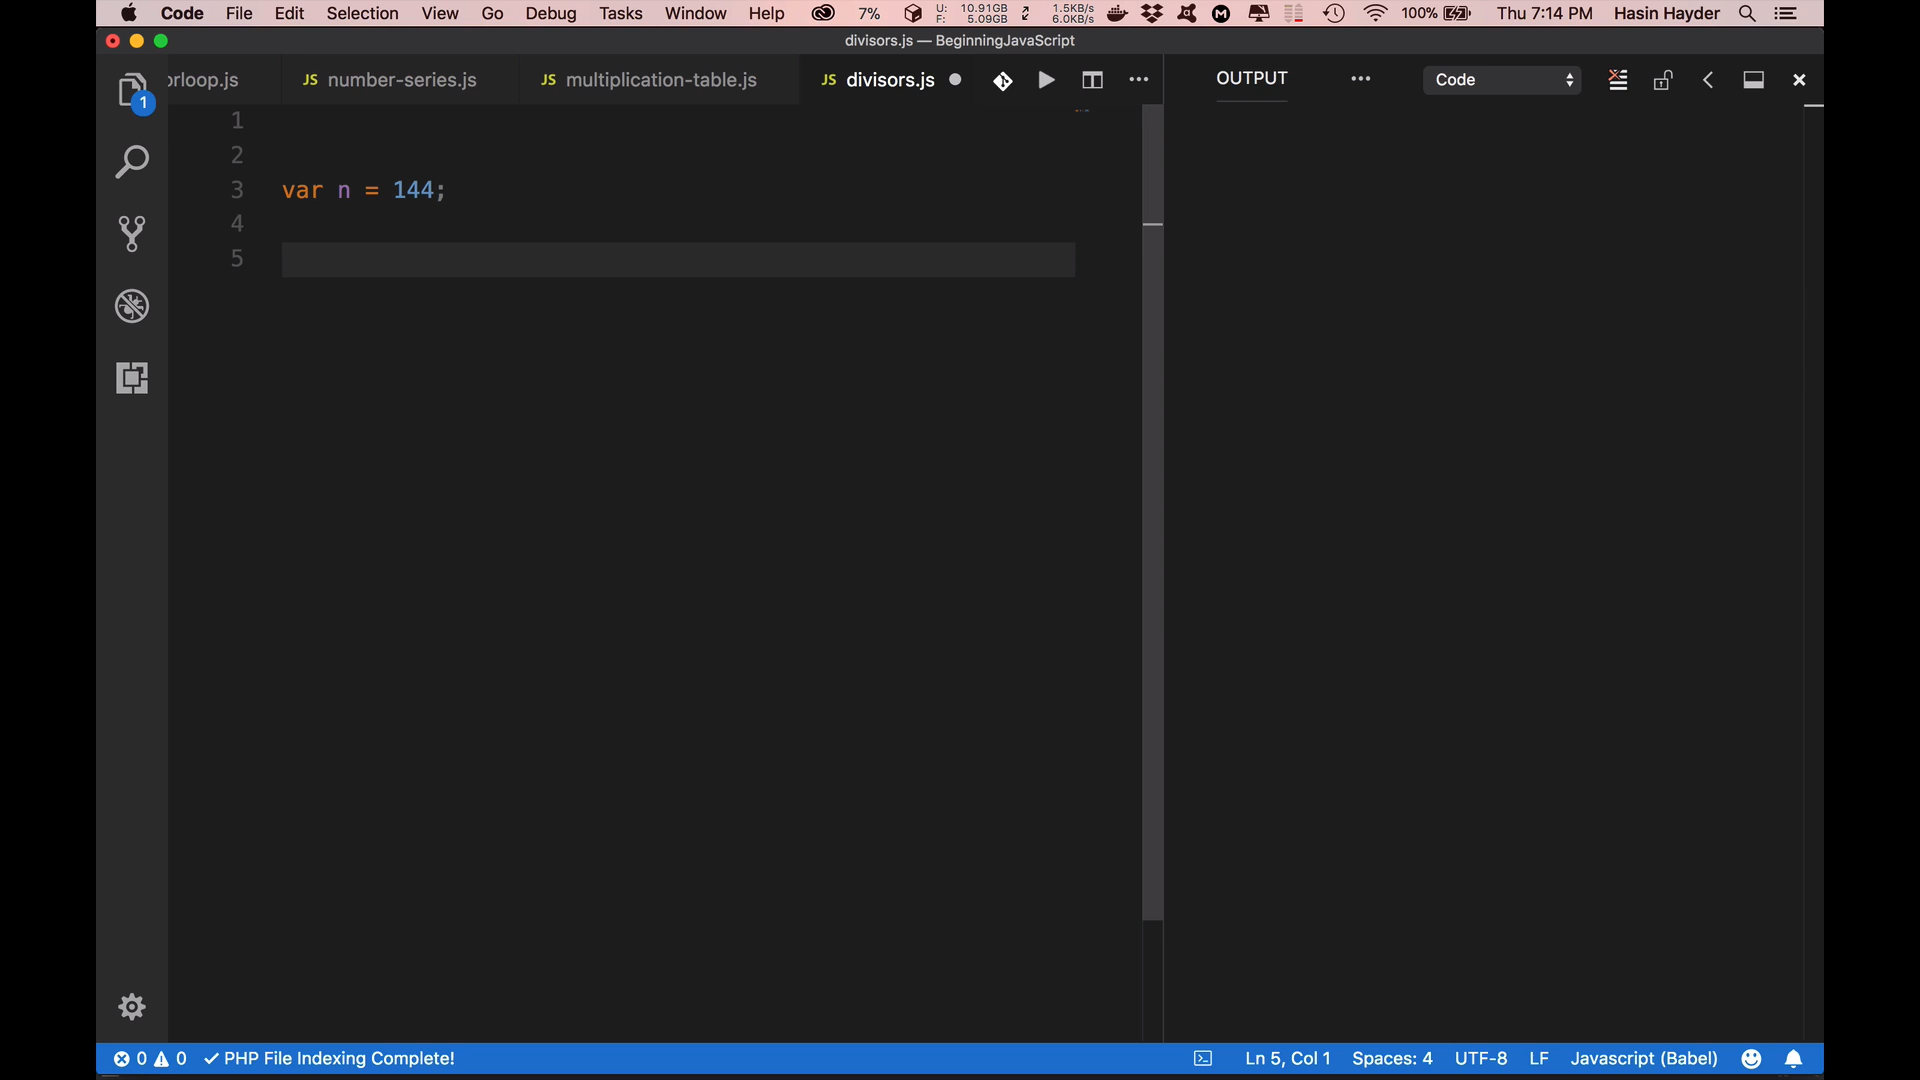 Code File Edit Selection View Go Debug Tasks Window Help 7% U: 10.91GB F: 5.09GB 1.5KB/s 6.0KB/s M 100% Thu 7:14 PM Hasin Hayder
divisors.js — BeginningJavaScript
1 orloop.js JS number-series.js JS multiplication-table.js JS divisors.js OUTPUT Code
1
2
3 var n = 144;
4
5
0 0 PHP File Indexing Complete! Ln 5, Col 1 Spaces: 4 UTF-8 LF Javascript (Babel)